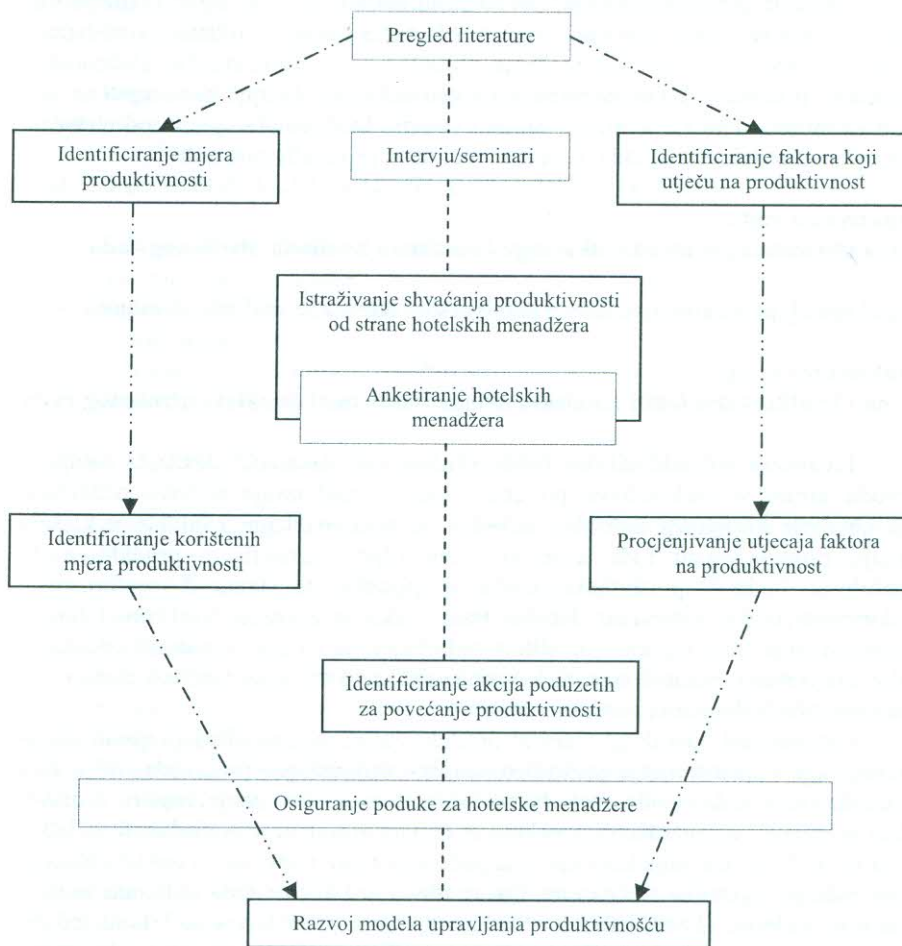 Pregled literature
Identificiranje mjera
produktivnosti
Intervju/seminari
Identificiranje faktora koji
utječu na produktivnost
Istraživanje shvaćanja produktivnosti
od strane hotelskih menadžera
Anketiranje hotelskih
menadžera
Identificiranje korištenih
mjera produktivnosti
Procjenjivanje utjecaja faktora
na produktivnost
Identificiranje akcija poduzetih
za povećanje produktivnosti
Osiguranje poduke za hotelske menadžere
Razvoj modela upravljanja produktivnošću